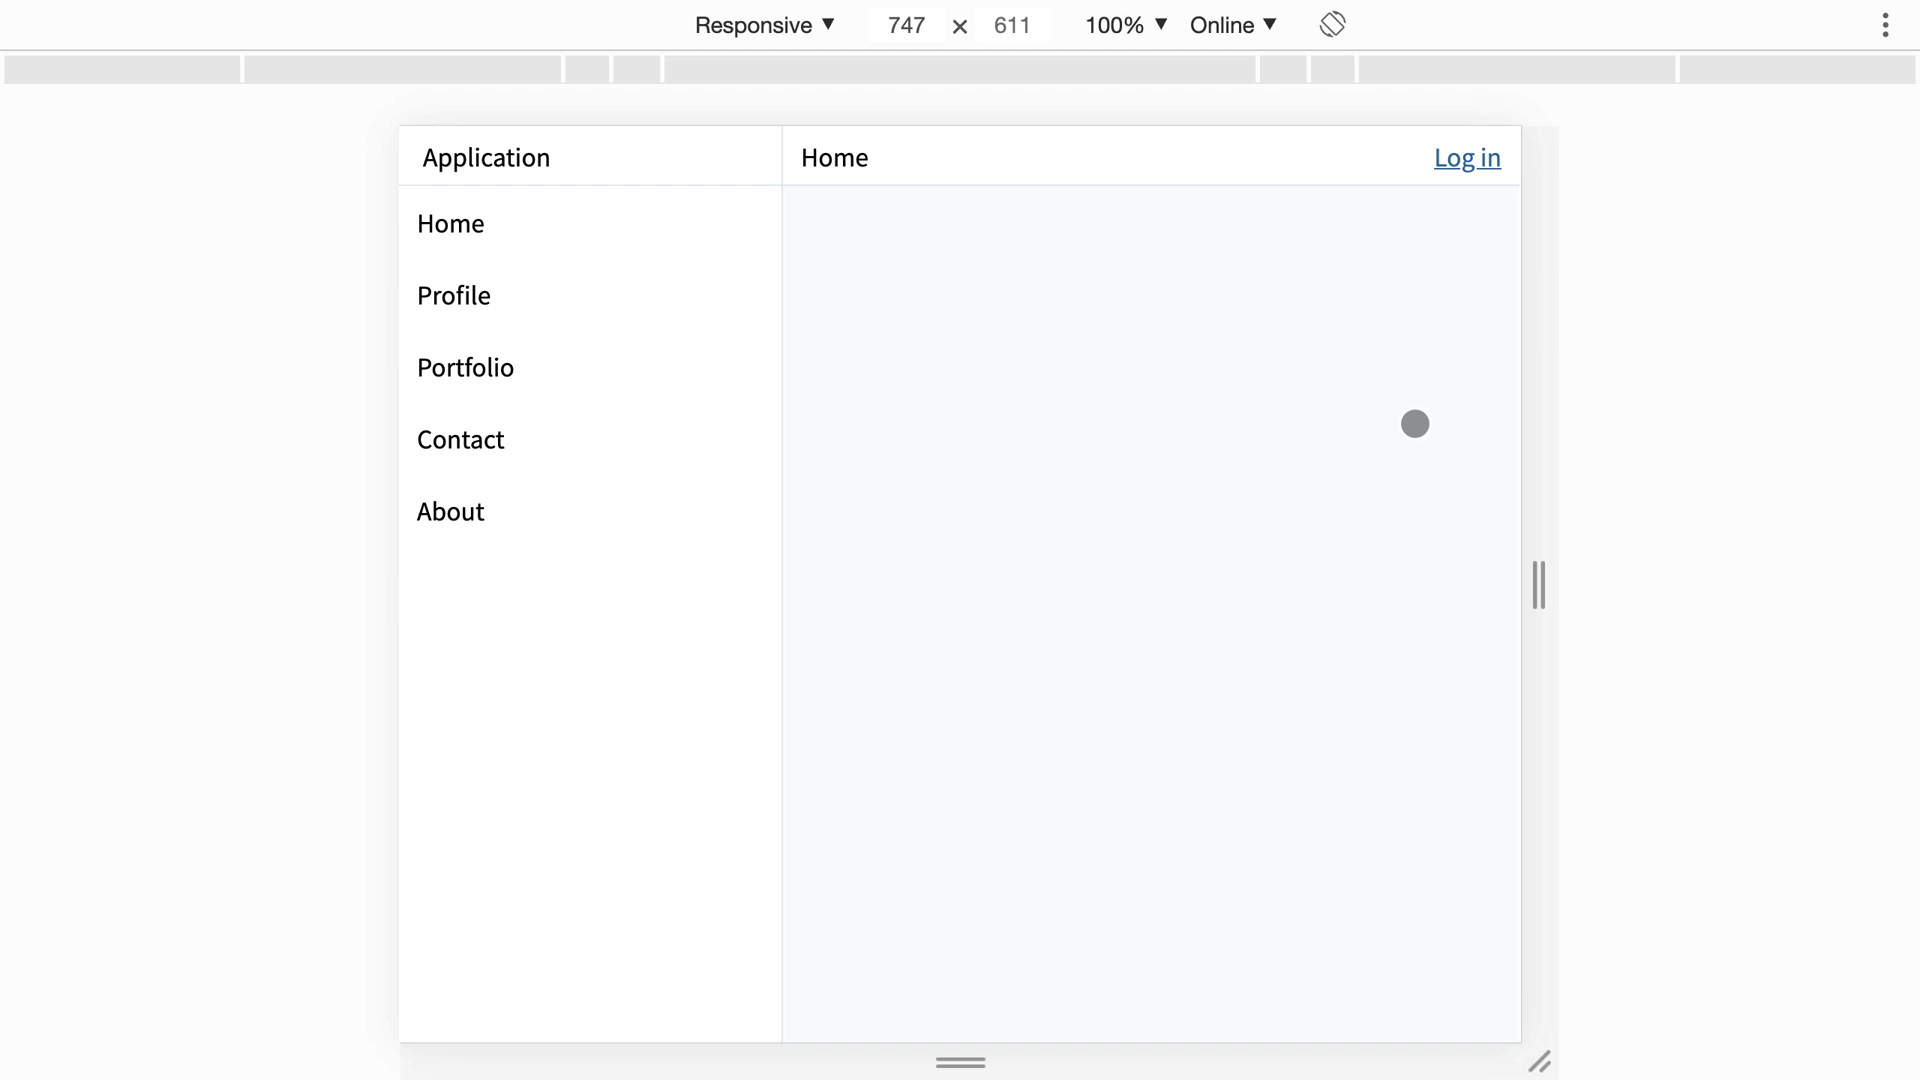 Responsive ▼ 747 × 611 100% ▼ Online ▼
Application Home Log in
Home
Profile
Portfolio
Contact
About